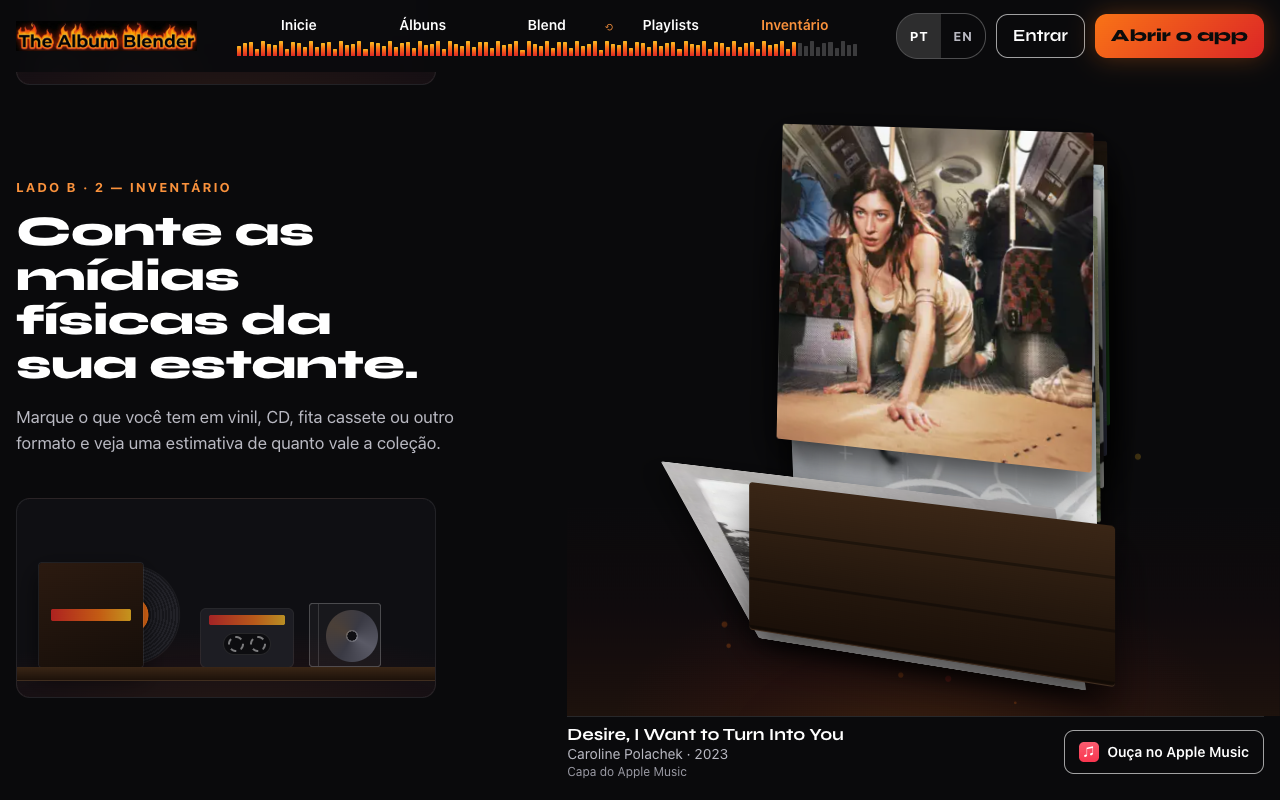 The Album Blender
Inicie
Álbuns
Blend
Playlists
Inventário
PT
EN
Entrar
Abrir o app
LADO B · 2 — INVENTÁRIO
Conte as
mídias
físicas da
sua estante.
Marque o que você tem em vinil, CD, fita cassete ou outro
formato e veja uma estimativa de quanto vale a coleção.
Desire, I Want to Turn Into You
Caroline Polachek · 2023
Capa do Apple Music
Ouça no Apple Music